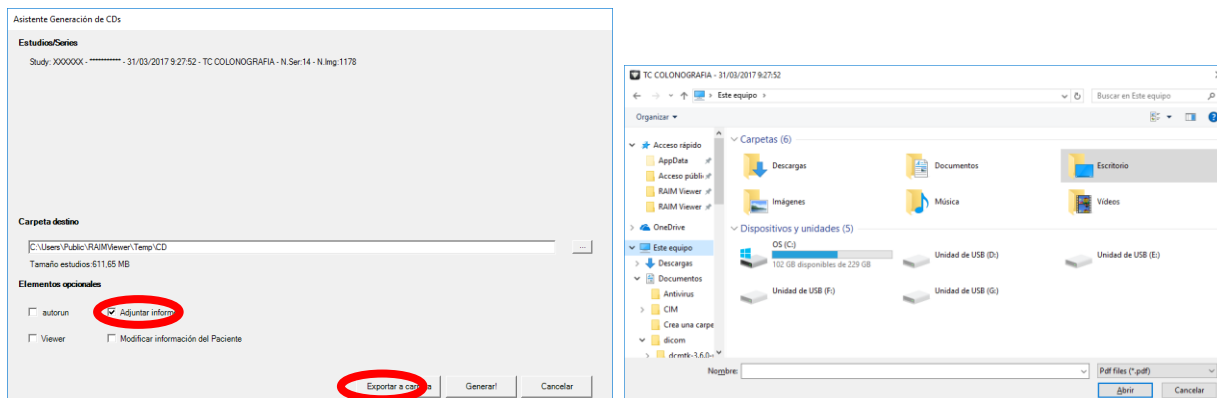 Asistente Generación de CDs
Estudios/Series
Study: XXXXXX - *********** - 31/03/2017 9:27:52 - TC COLONOGRAFIA - N.Ser:14 - N.Img:1178
Carpeta destino
C:\Users\Public\RAIMViewer\Temp\CD
...
Tamaño estudios:611,65 MB
Elementos opcionales
autorun
Adjuntar inform
Viewer
Modificar información del Paciente
Exportar a
Generar!
Cancelar
TC COLONOGRAFIA - 31/03/2017 9:27:52
Este equipo
Buscar en Este equipo
Organizar
Acceso rápido
AppData
Acceso públi
RAIM Viewer
RAIM Viewer
OneDrive
Este equipo
Descargas
Documentos
Antivirus
CIM
Crea una carpe
dicom
dcmtk-3.6.0-
Carpetas (6)
Descargas
Documentos
Escritorio
Imágenes
Música
Vídeos
Dispositivos y unidades (5)
OS (C:)
102 GB disponibles de 229 GB
Unidad de USB (D:)
Unidad de USB (E:)
Unidad de USB (F:)
Unidad de USB (G:)
Nombre:
Pdf files (*.pdf)
Abrir
Cancelar